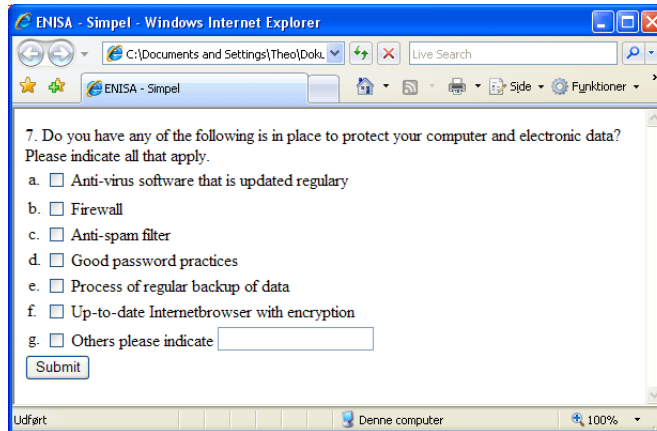 ENISA - Simpel - Windows Internet Explorer
C:\Documents and Settings\Theo\Doku
Live Search
ENISA - Simpel
Side
Funktioner
»
7. Do you have any of the following is in place to protect your computer and electronic data?
Please indicate all that apply.
a. Anti-virus software that is updated regulary
b. Firewall
c. Anti-spam filter
d. Good password practices
e. Process of regular backup of data
f. Up-to-date Internetbrowser with encryption
g. Others please indicate
Submit
Udført
Denne computer
100%